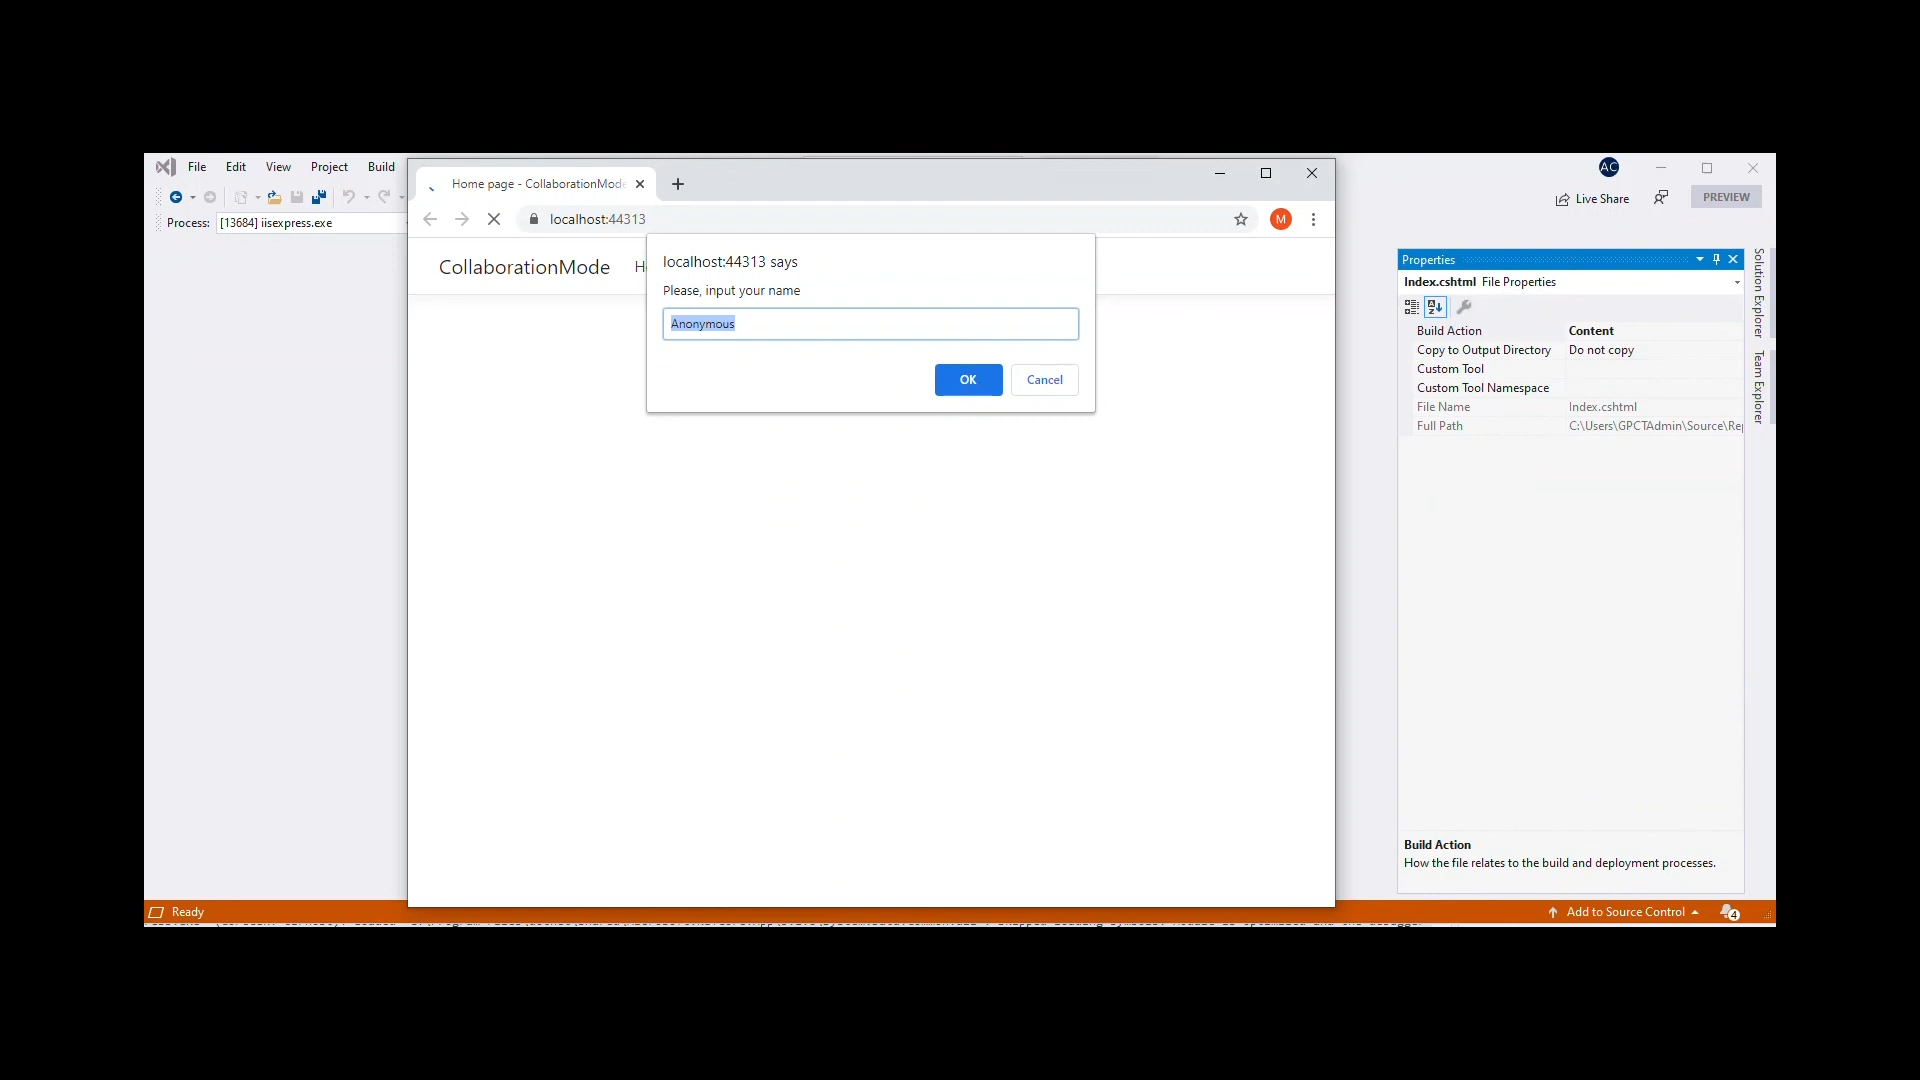 File Edit View Project Build
AC
Live Share
PREVIEW
Process: [13684] iisexpress.exe
Home page - CollaborationMode
localhost:44313
M
CollaborationMode
localhost:44313 says
Please, input your name
Anonymous
OK Cancel
Properties
Index.cshtml File Properties
Build Action Content
Copy to Output Directory Do not copy
Custom Tool
Custom Tool Namespace
File Name Index.cshtml
Full Path C:\Users\GPCTAdmin\Source\Rep
Build Action
How the file relates to the build and deployment processes.
Solution Explorer
Team Explorer
Ready
Add to Source Control
4